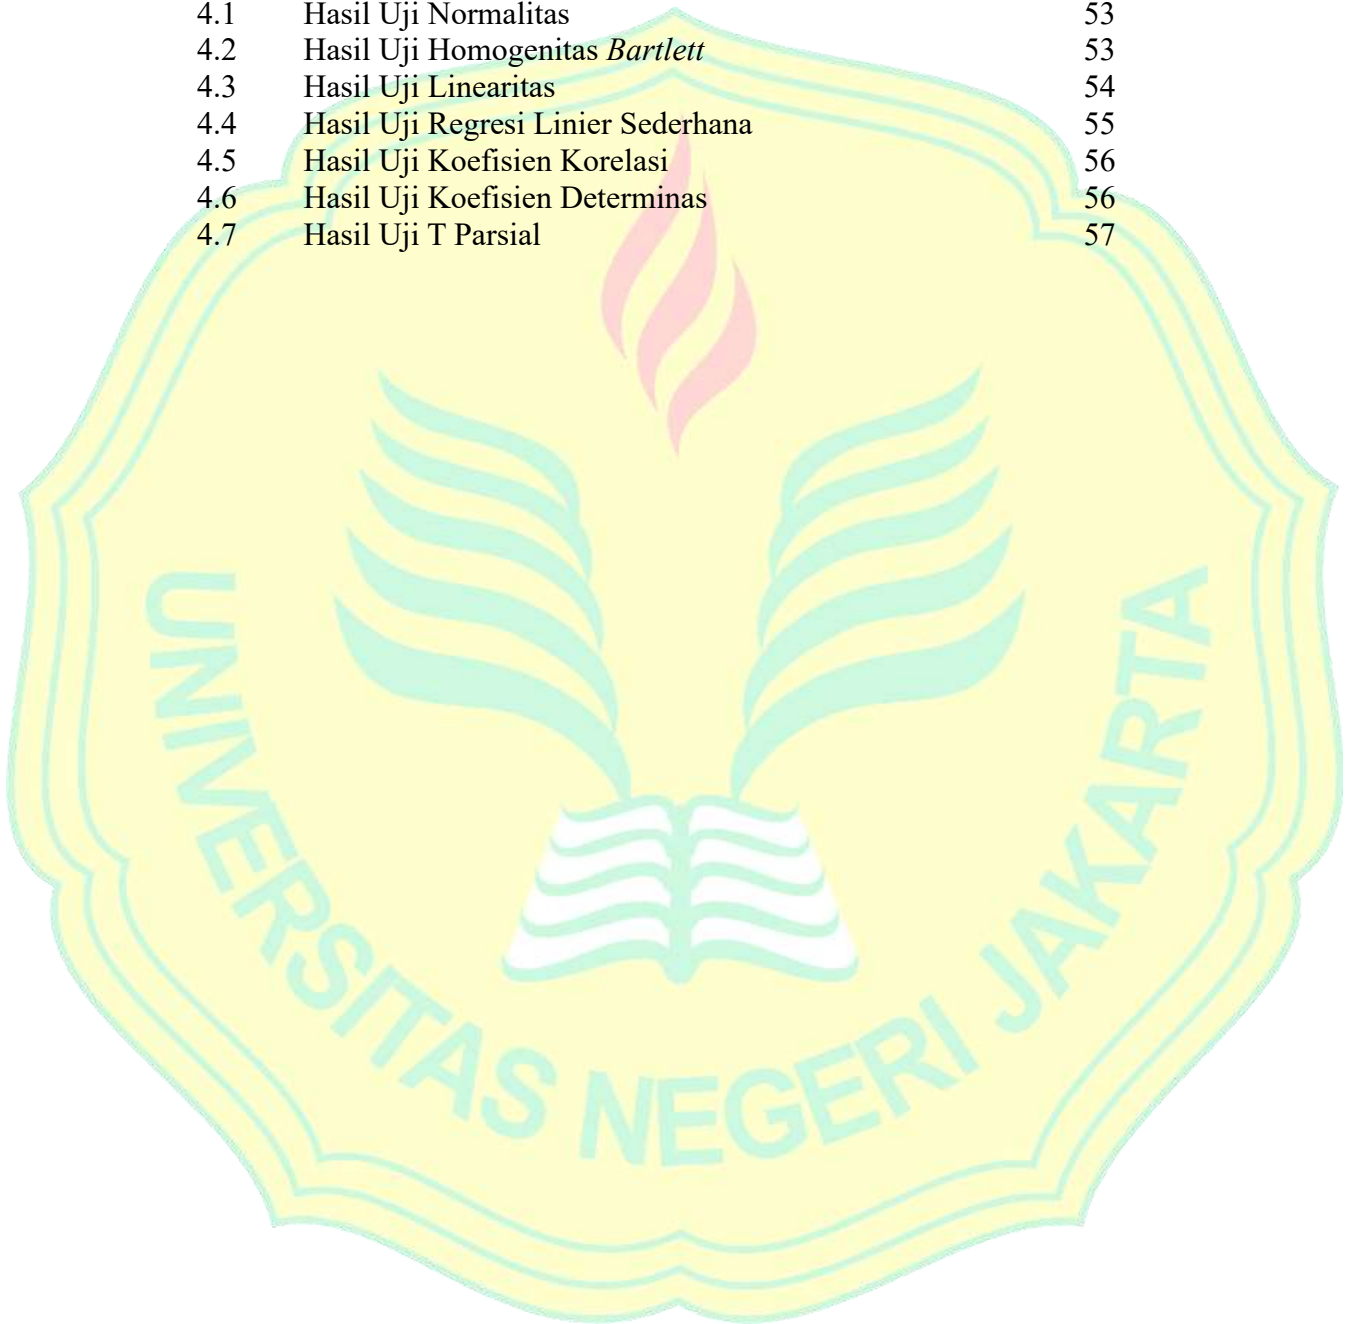 4.1 Hasil Uji Normalitas 53
4.2 Hasil Uji Homogenitas Bartlett 53
4.3 Hasil Uji Linearitas 54
4.4 Hasil Uji Regresi Linier Sederhana 55
4.5 Hasil Uji Koefisien Korelasi 56
4.6 Hasil Uji Koefisien Determinas 56
4.7 Hasil Uji T Parsial 57
UNIVERSITAS NEGERI JAKARTA